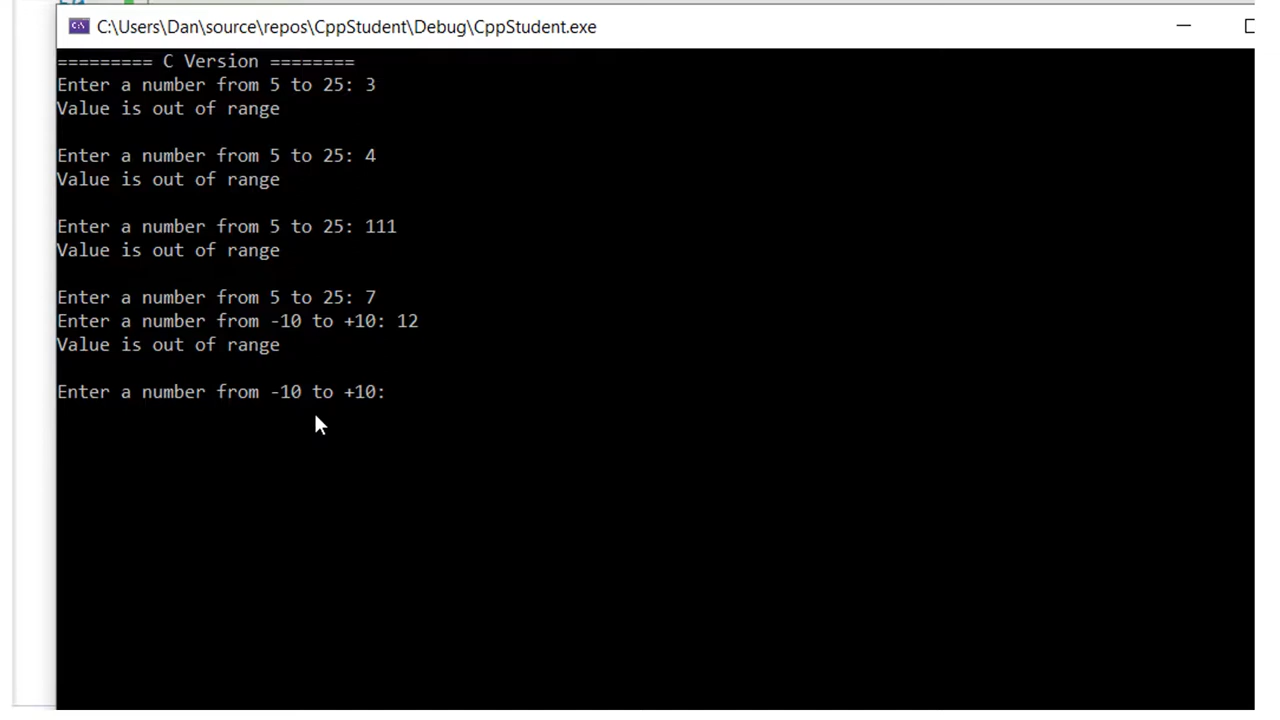 C:\Users\Dan\source\repos\CppStudent\Debug\CppStudent.exe
========= C Version ========
Enter a number from 5 to 25: 3
Value is out of range
Enter a number from 5 to 25: 4
Value is out of range
Enter a number from 5 to 25: 111
Value is out of range
Enter a number from 5 to 25: 7
Enter a number from -10 to +10: 12
Value is out of range
Enter a number from -10 to +10: